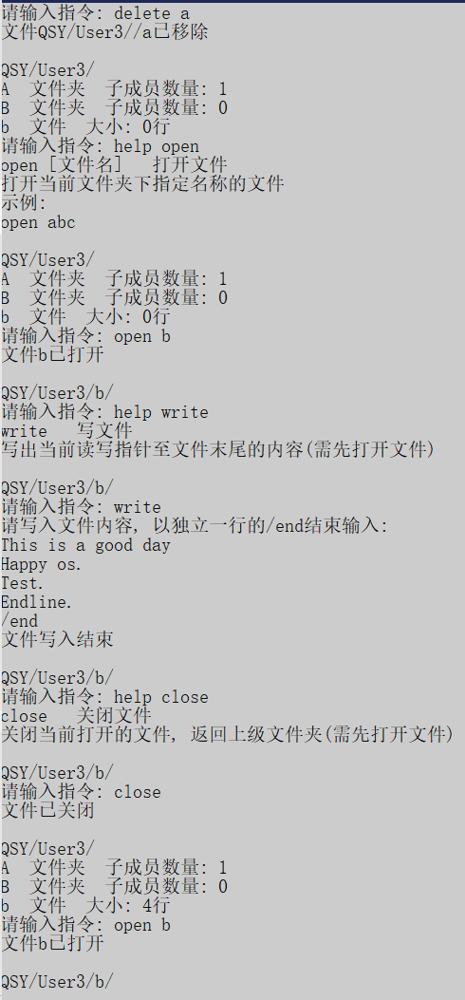 请输入指令: delete a
文件QSY/User3//a已移除
QSY/User3/
A 文件夹 子成员数量: 1
B 文件夹 子成员数量: 0
b 文件 大小: 0行
请输入指令: help open
open [文件名] 打开文件
打开当前文件夹下指定名称的文件
示例:
open abc
QSY/User3/
A 文件夹 子成员数量: 1
B 文件夹 子成员数量: 0
b 文件 大小: 0行
请输入指令: open b
文件b已打开
QSY/User3/b/
请输入指令: help write
write 写文件
写出当前读写指针至文件末尾的内容(需先打开文件)
QSY/User3/b/
请输入指令: write
请写入文件内容, 以独立一行的/end结束输入:
This is a good day
Happy os.
Test.
Endline.
/end
文件写入结束
QSY/User3/b/
请输入指令: help close
close 关闭文件
关闭当前打开的文件, 返回上级文件夹(需先打开文件)
QSY/User3/b/
请输入指令: close
文件已关闭
QSY/User3/
A 文件夹 子成员数量: 1
B 文件夹 子成员数量: 0
b 文件 大小: 4行
请输入指令: open b
文件b已打开
QSY/User3/b/